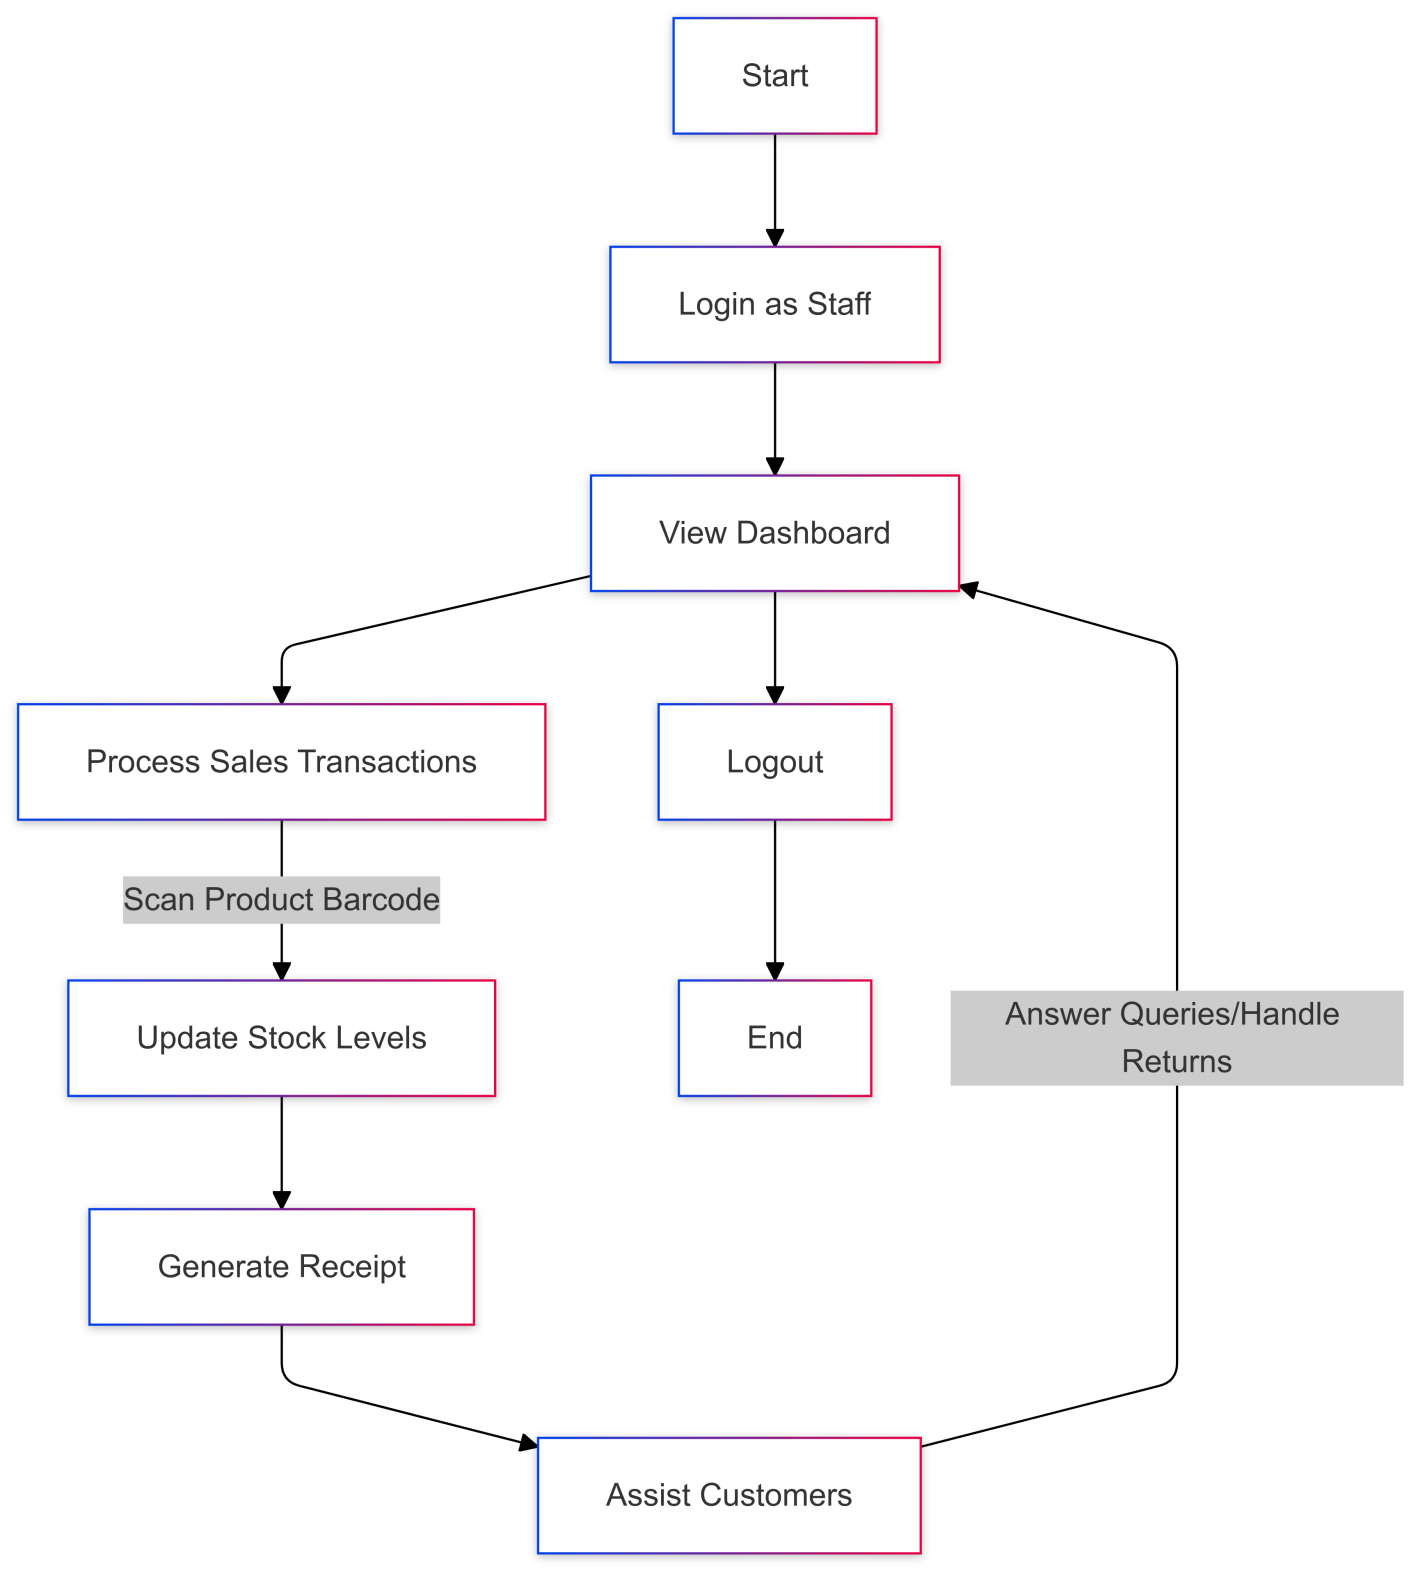 Start
Login as Staff
View Dashboard
Process Sales Transactions
Logout
Scan Product Barcode
Update Stock Levels
End
Answer Queries/Handle
Returns
Generate Receipt
Assist Customers